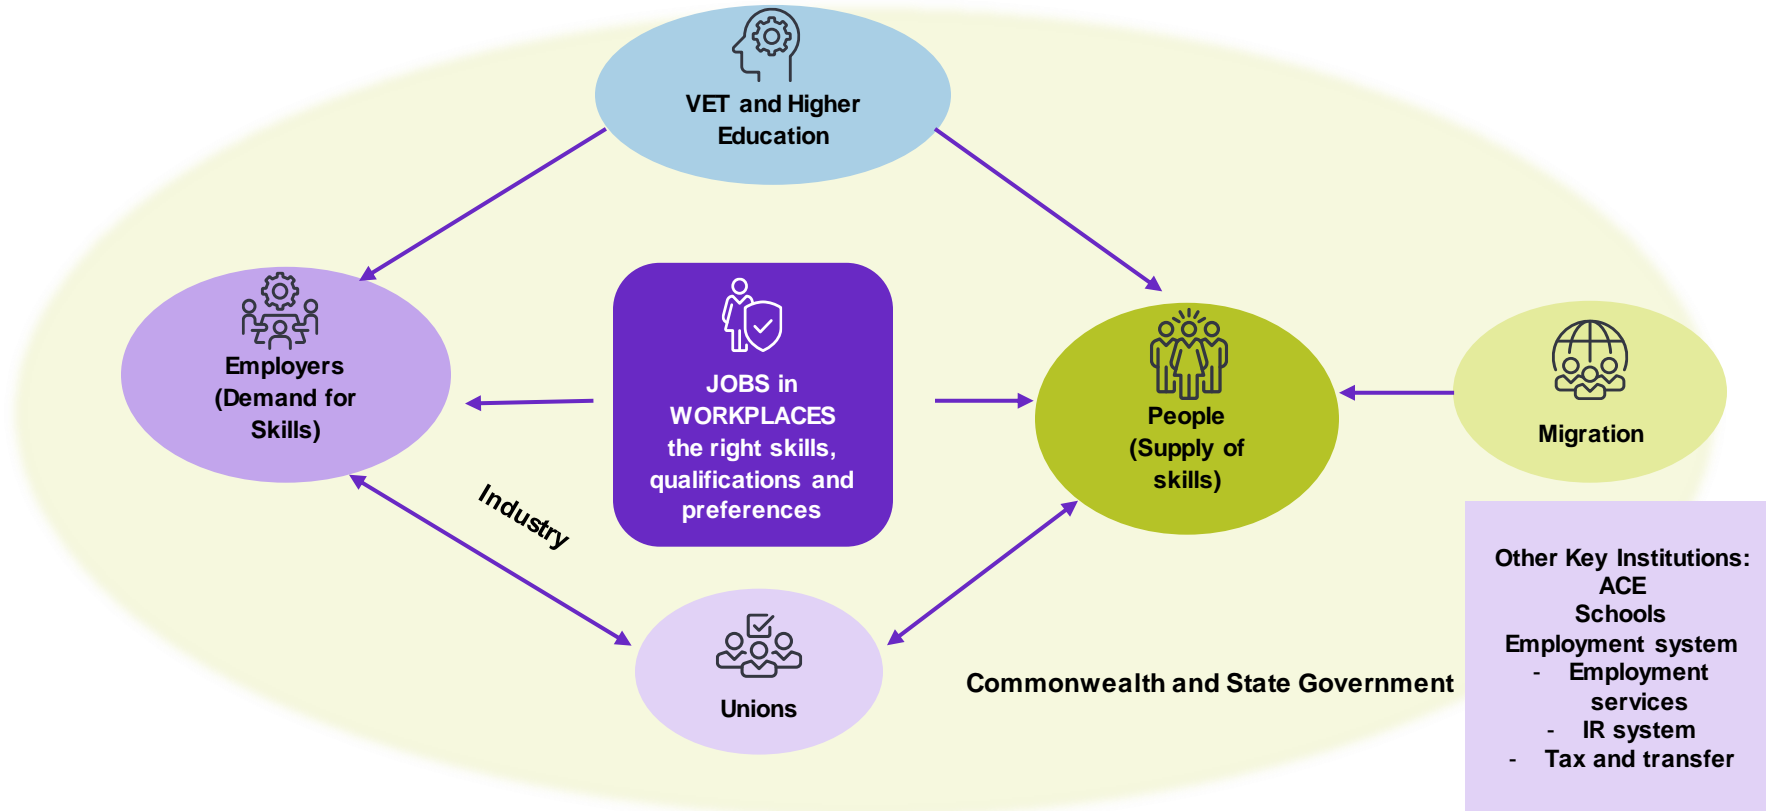 VET and Higher
Education
Employers
(Demand for
Skills)
JOBS in
WORKPLACES
the right skills,
qualifications and
preferences
People
(Supply of
skills)
Migration
Industry
Unions
Commonwealth and State Government
Other Key Institutions:
ACE
Schools
Employment system
- Employment
services
- IR system
- Tax and transfer